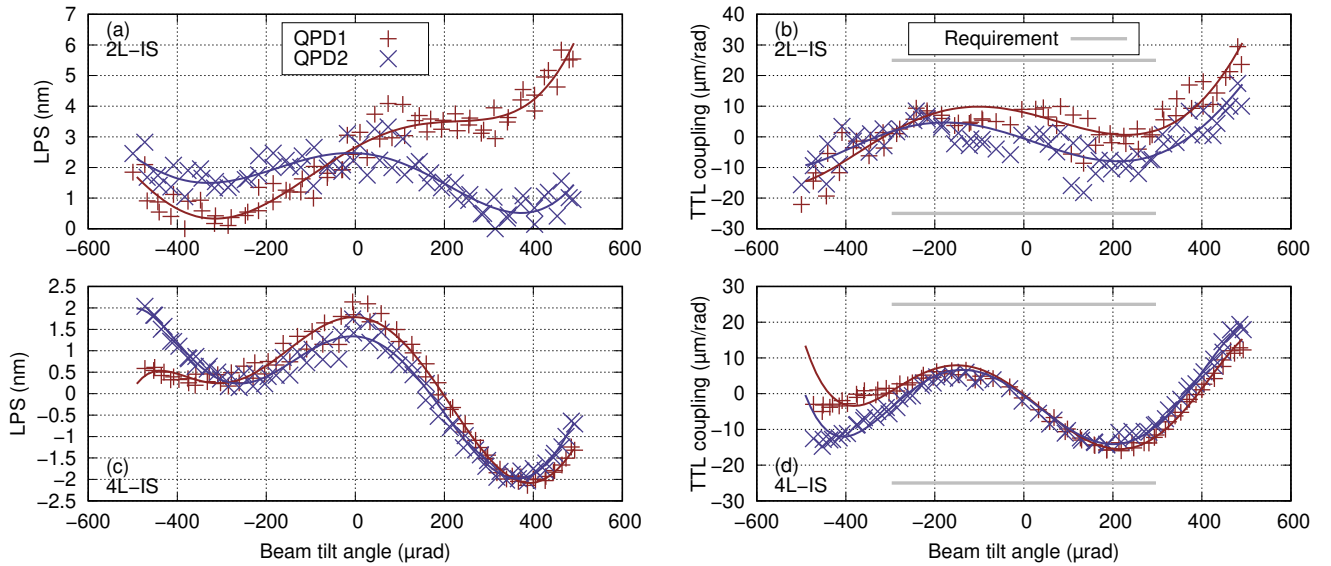 (a)
2L−IS
QPD1
QPD2
LPS (nm)
7
6
5
4
3
2
1
0
−600 −400 −200 0 200 400 600
(b)
2L−IS
Requirement
TTL coupling (μm/rad)
40
30
20
10
0
−10
−20
−30
−600 −400 −200 0 200 400 600
(c)
4L−IS
LPS (nm)
2.5
2
1.5
1
0.5
0
−0.5
−1
−1.5
−2
−2.5
−600 −400 −200 0 200 400 600
Beam tilt angle (μrad)
(d)
4L−IS
TTL coupling (μm/rad)
30
20
10
0
−10
−20
−30
−600 −400 −200 0 200 400 600
Beam tilt angle (μrad)